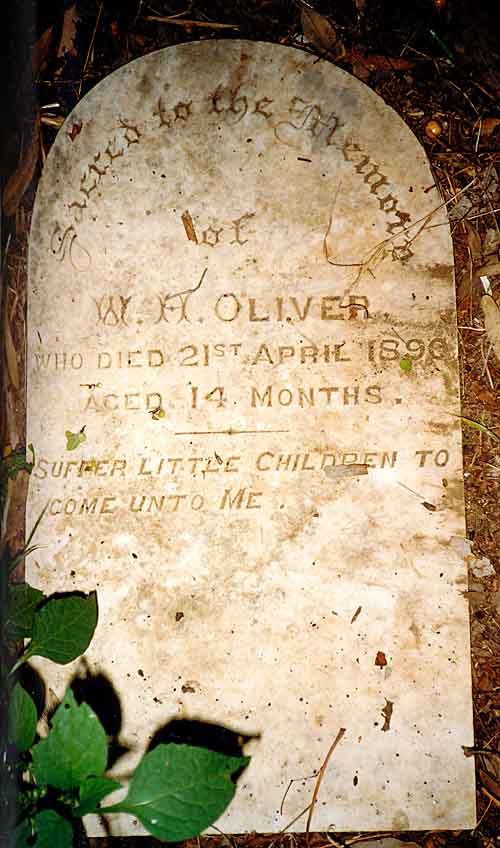 Sacred to the Memory
of
W. H. OLIVER.
WHO DIED 21ST APRIL 1898
AGED 14 MONTHS.
SUFFER LITTLE CHILDREN TO
COME UNTO ME.